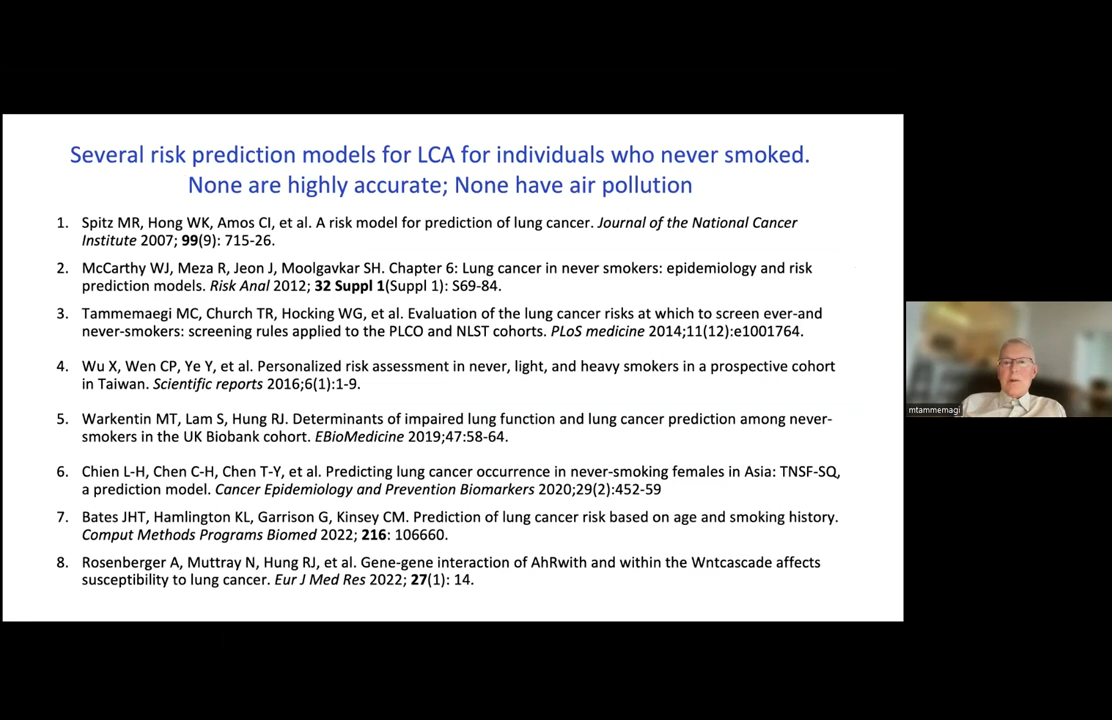 Several risk prediction models for LCA for individuals who never smoked.
None are highly accurate; None have air pollution
1. Spitz MR, Hong WK, Amos CI, et al. A risk model for prediction of lung cancer. Journal of the National Cancer
Institute 2007; 99(9): 715-26.
2. McCarthy WJ, Meza R, Jeon J, Moolgavkar SH. Chapter 6: Lung cancer in never smokers: epidemiology and risk
prediction models. Risk Anal 2012; 32 Suppl 1(Suppl 1): S69-84.
3. Tammemaegi MC, Church TR, Hocking WG, et al. Evaluation of the lung cancer risks at which to screen ever-and
never-smokers: screening rules applied to the PLCO and NLST cohorts. PLoS medicine 2014;11(12):e1001764.
4. Wu X, Wen CP, Ye Y, et al. Personalized risk assessment in never, light, and heavy smokers in a prospective cohort
in Taiwan. Scientific reports 2016;6(1):1-9.
5. Warkentin MT, Lam S, Hung RJ. Determinants of impaired lung function and lung cancer prediction among never-
smokers in the UK Biobank cohort. EBioMedicine 2019;47:58-64.
6. Chien L-H, Chen C-H, Chen T-Y, et al. Predicting lung cancer occurrence in never-smoking females in Asia: TNSF-SQ,
a prediction model. Cancer Epidemiology and Prevention Biomarkers 2020;29(2):452-59
7. Bates JHT, Hamlington KL, Garrison G, Kinsey CM. Prediction of lung cancer risk based on age and smoking history.
Comput Methods Programs Biomed 2022; 216: 106660.
8. Rosenberger A, Muttray N, Hung RJ, et al. Gene-gene interaction of AhRwith and within the Wntcascade affects
susceptibility to lung cancer. Eur J Med Res 2022; 27(1): 14.
mtammemagi